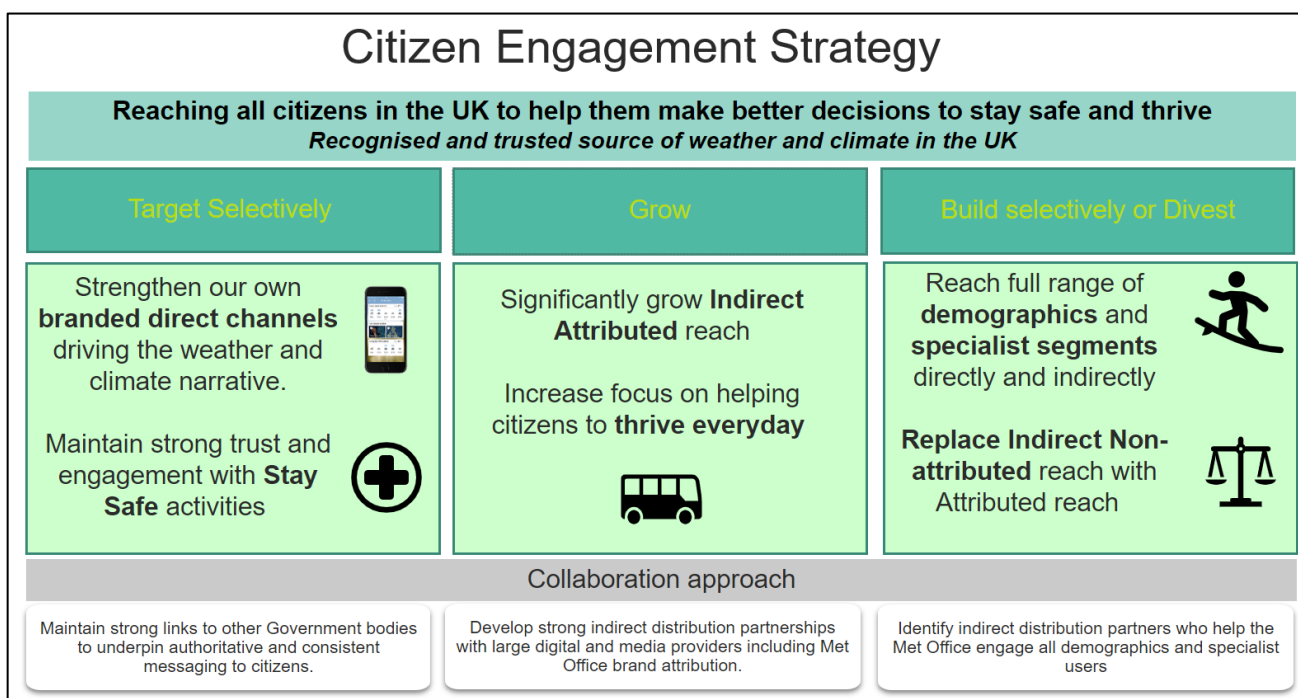 Citizen Engagement Strategy
Reaching all citizens in the UK to help them make better decisions to stay safe and thrive
Recognised and trusted source of weather and climate in the UK
Target Selectively
Strengthen our own
branded direct channels
driving the weather and
climate narrative.
Maintain strong trust and
engagement with Stay
Safe activities
Grow
Significantly grow Indirect
Attributed reach
Increase focus on helping
citizens to thrive everyday
Build selectively or Divest
Reach full range of
demographics and
specialist segments
directly and indirectly
Replace Indirect Non-
attributed reach with
Attributed reach
Collaboration approach
Maintain strong links to other Government bodies
to underpin authoritative and consistent
messaging to citizens.
Develop strong indirect distribution partnerships
with large digital and media providers including Met
Office brand attribution.
Identify indirect distribution partners who help the
Met Office engage all demographics and specialist
users